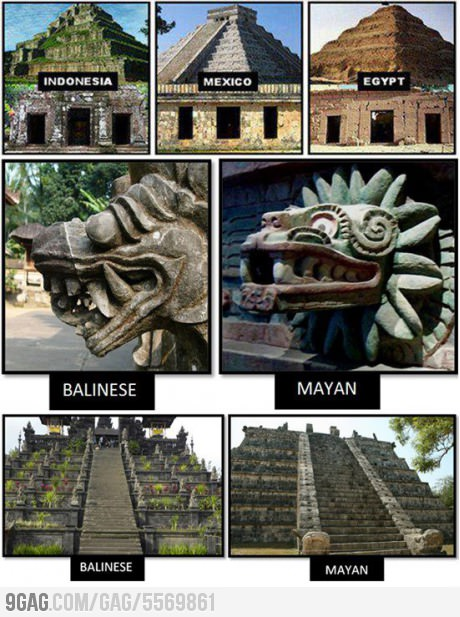 INDONESIA
MEXICO
EGYPT
BALINESE
MAYAN
BALINESE
MAYAN
9GAG.COM/GAG/5569861